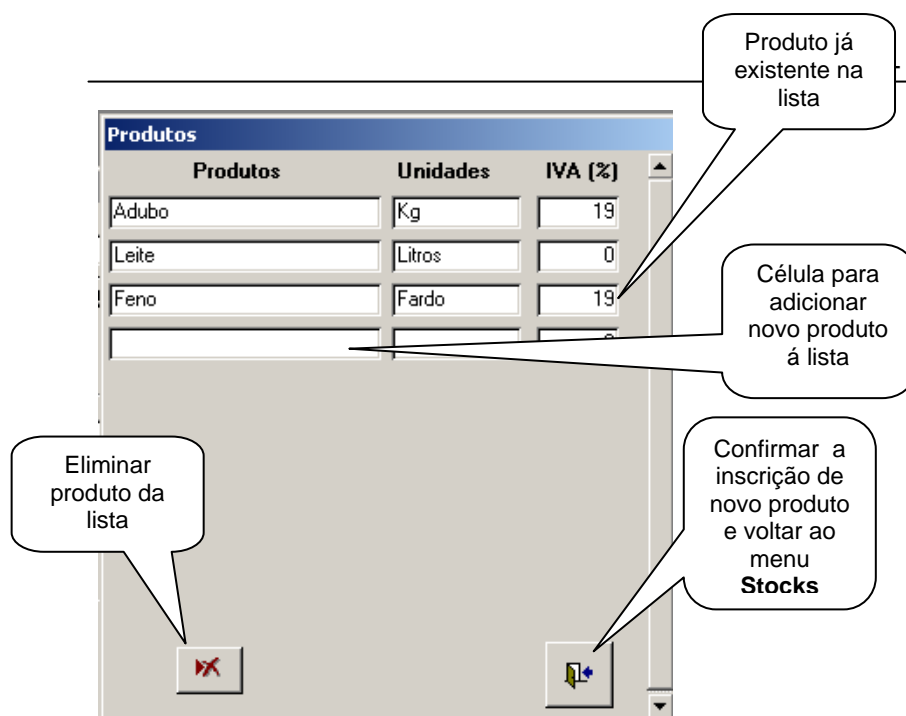 Produto já
existente na
lista
Produtos
Produtos Unidades IVA (%)
Adubo Kg 19
Leite Litros 0
Feno Fardo 19
Célula para
adicionar
novo produto
á lista
Eliminar
produto da
lista
Confirmar a
inscrição de
novo produto
e voltar ao
menu
Stocks